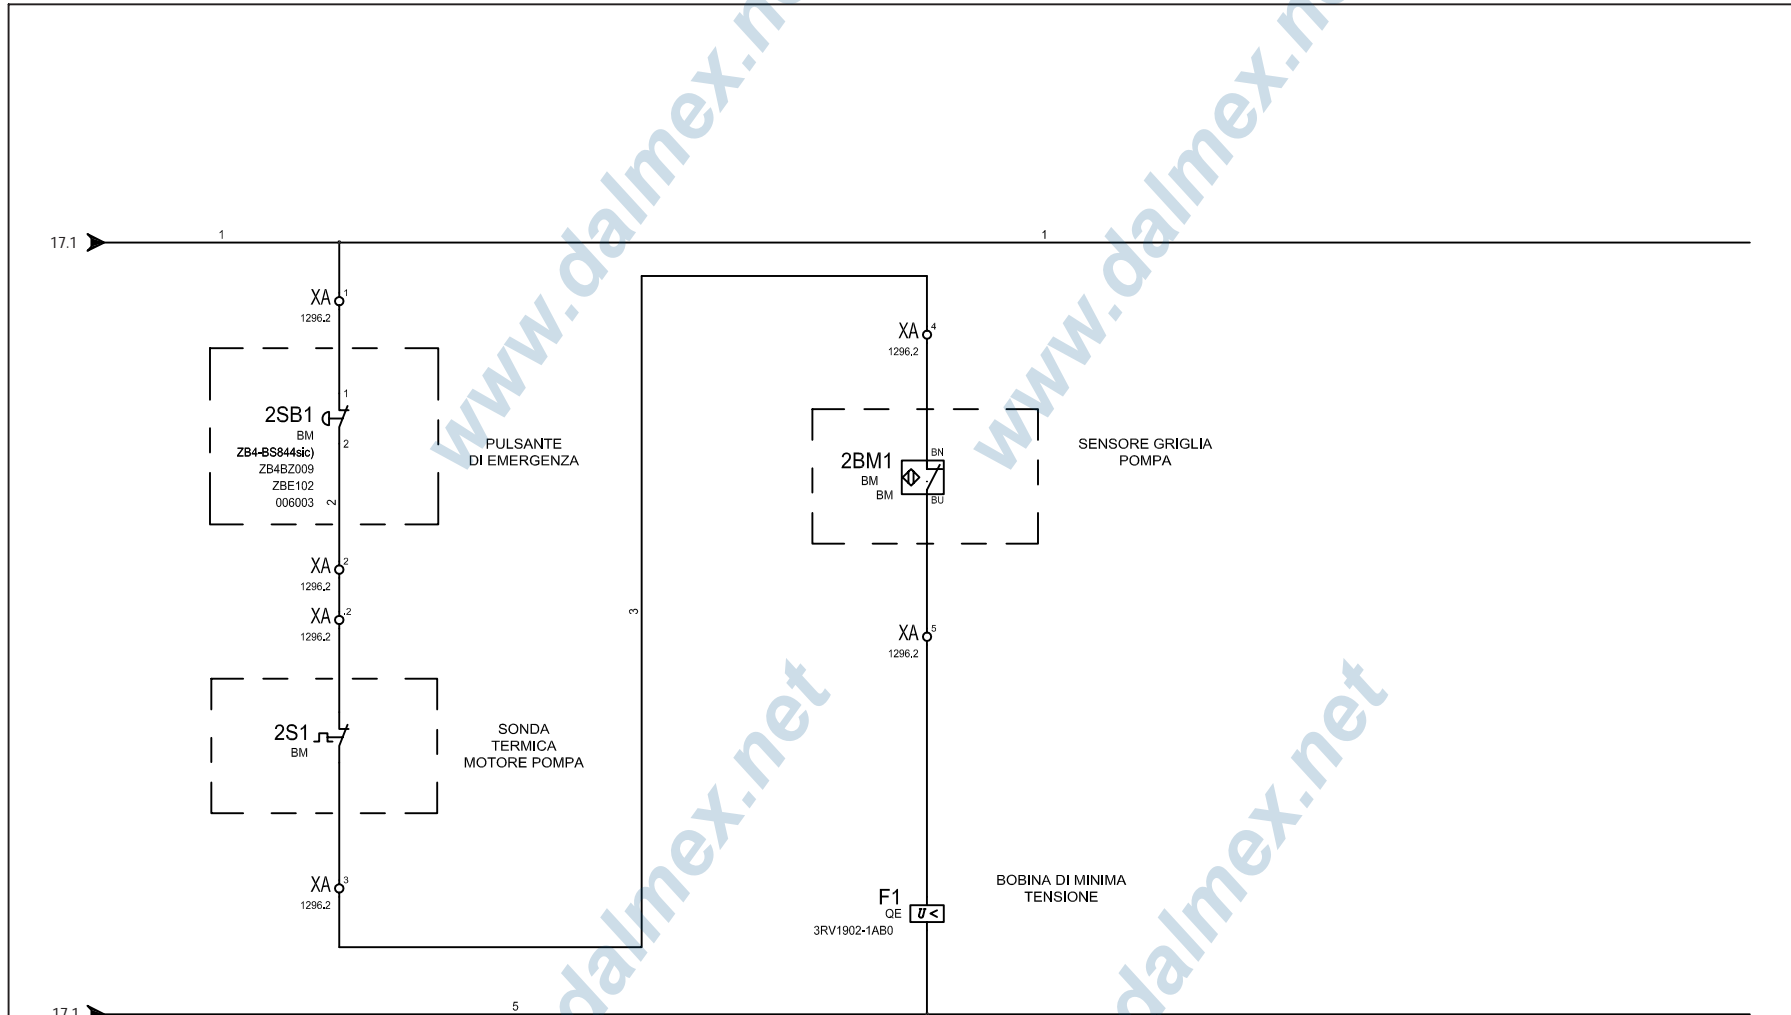 www.dalmex.net
www.dalmex.net
17.1
1
1
XA 1
1296.2
1
2SB1
BM
2
ZB4-BS844sic)
ZB4BZ009
ZBE102
006003
2
PULSANTE
DI EMERGENZA
XA 2
1296.2
XA .2
1296.2
2S1
BM
SONDA
TERMICA
MOTORE POMPA
XA 3
1296.2
3
XA 4
1296.2
BN
2BM1
BM
BM
BU
SENSORE GRIGLIA
POMPA
XA 5
1296.2
F1
QE
U <
3RV1902-1AB0
BOBINA DI MINIMA
TENSIONE
17.1
5
dalmex.net
dalmex.net